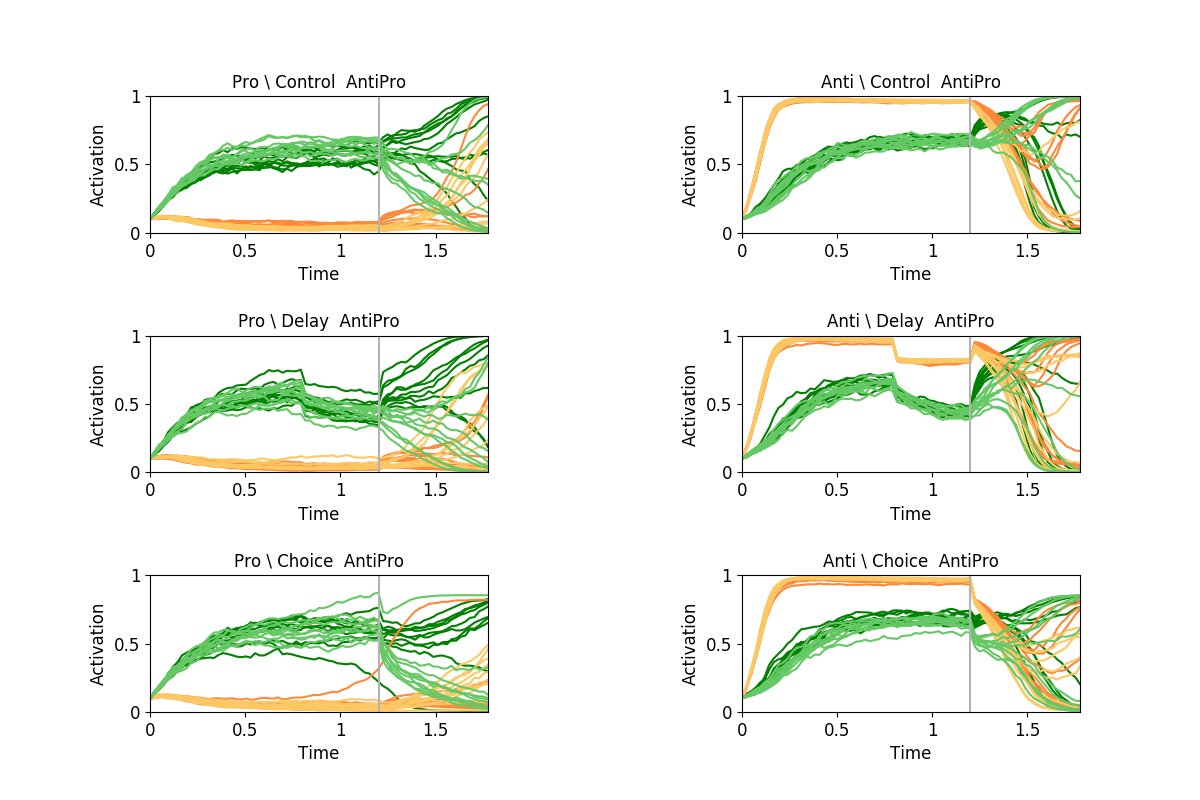 Pro \ Control  AntiPro
Activation
1
0.5
0
0
0.5
1
1.5
Time
Anti \ Control  AntiPro
Activation
1
0.5
0
0
0.5
1
1.5
Time
Pro \ Delay  AntiPro
Activation
1
0.5
0
0
0.5
1
1.5
Time
Anti \ Delay  AntiPro
Activation
1
0.5
0
0
0.5
1
1.5
Time
Pro \ Choice  AntiPro
Activation
1
0.5
0
0
0.5
1
1.5
Time
Anti \ Choice  AntiPro
Activation
1
0.5
0
0
0.5
1
1.5
Time